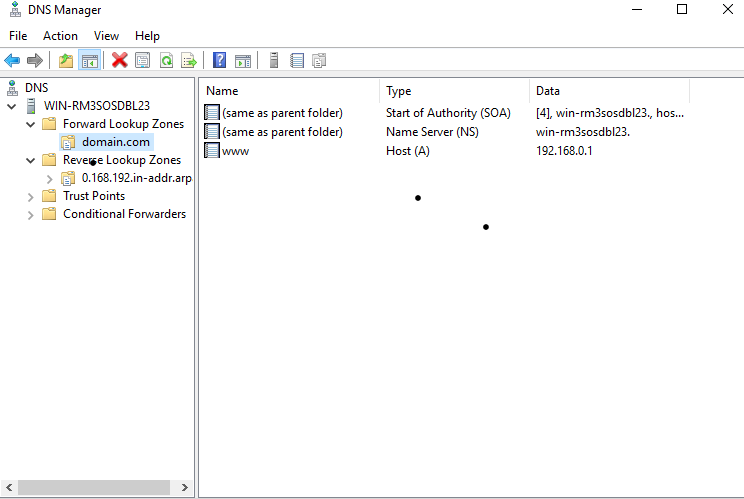 DNS Manager
File Action View Help
DNS
WIN-RM3SOSDBL23
Forward Lookup Zones
domain.com
Reverse Lookup Zones
0.168.192.in-addr.arp
Trust Points
Conditional Forwarders
Name Type Data
(same as parent folder) Start of Authority (SOA) [4], win-rm3sosdbl23., hos...
(same as parent folder) Name Server (NS) win-rm3sosdbl23.
www Host (A) 192.168.0.1